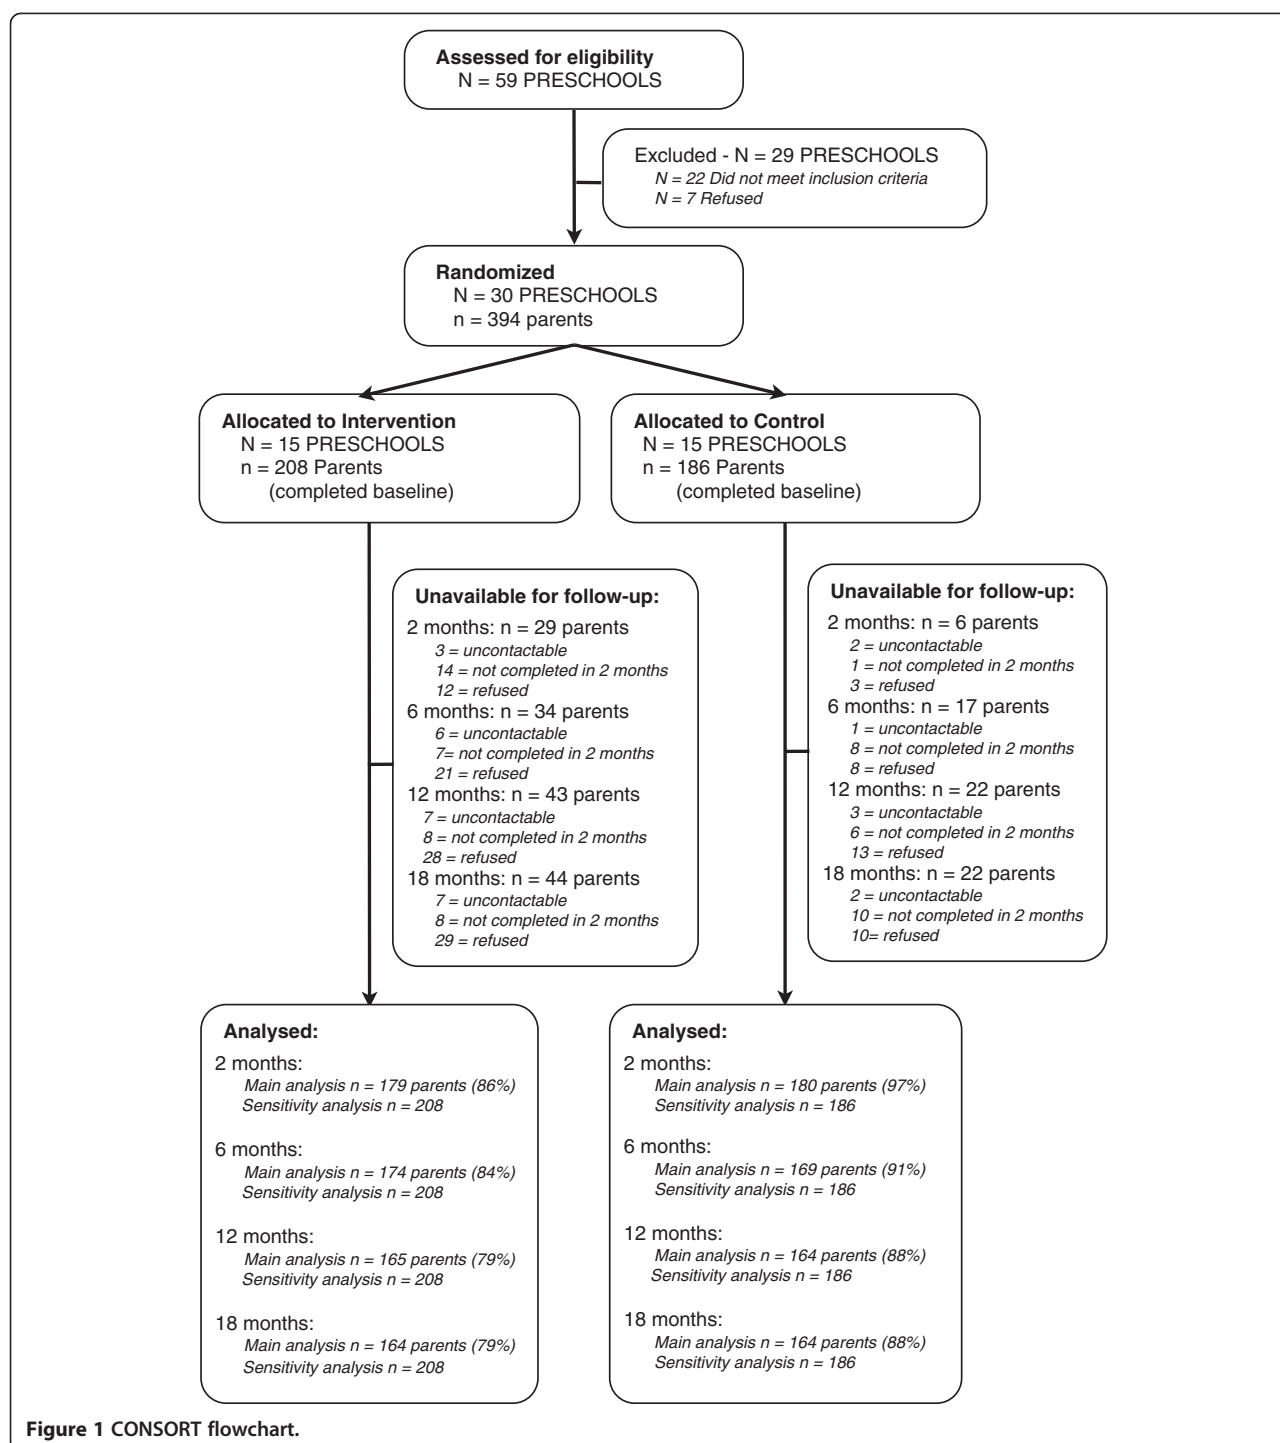 Assessed for eligibility
N = 59 PRESCHOOLS
Excluded - N = 29 PRESCHOOLS
N = 22 Did not meet inclusion criteria
N = 7 Refused
Randomized
N = 30 PRESCHOOLS
n = 394 parents
Allocated to Intervention
N = 15 PRESCHOOLS
n = 208 Parents
(completed baseline)
Allocated to Control
N = 15 PRESCHOOLS
n = 186 Parents
(completed baseline)
Unavailable for follow-up:
2 months: n = 29 parents
3 = uncontactable
14 = not completed in 2 months
12 = refused
6 months: n = 34 parents
6 = uncontactable
7= not completed in 2 months
21 = refused
12 months: n = 43 parents
7 = uncontactable
8 = not completed in 2 months
28 = refused
18 months: n = 44 parents
7 = uncontactable
8 = not completed in 2 months
29 = refused
Unavailable for follow-up:
2 months: n = 6 parents
2 = uncontactable
1 = not completed in 2 months
3 = refused
6 months: n = 17 parents
1 = uncontactable
8 = not completed in 2 months
8 = refused
12 months: n = 22 parents
3 = uncontactable
6 = not completed in 2 months
13 = refused
18 months: n = 22 parents
2 = uncontactable
10 = not completed in 2 months
10= refused
Analysed:
2 months:
Main analysis n = 179 parents (86%)
Sensitivity analysis n = 208
6 months:
Main analysis n = 174 parents (84%)
Sensitivity analysis n = 208
12 months:
Main analysis n = 165 parents (79%)
Sensitivity analysis n = 208
18 months:
Main analysis n = 164 parents (79%)
Sensitivity analysis n = 208
Analysed:
2 months:
Main analysis n = 180 parents (97%)
Sensitivity analysis n = 186
6 months:
Main analysis n = 169 parents (91%)
Sensitivity analysis n = 186
12 months:
Main analysis n = 164 parents (88%)
Sensitivity analysis n = 186
18 months:
Main analysis n = 164 parents (88%)
Sensitivity analysis n = 186
Figure 1 CONSORT flowchart.